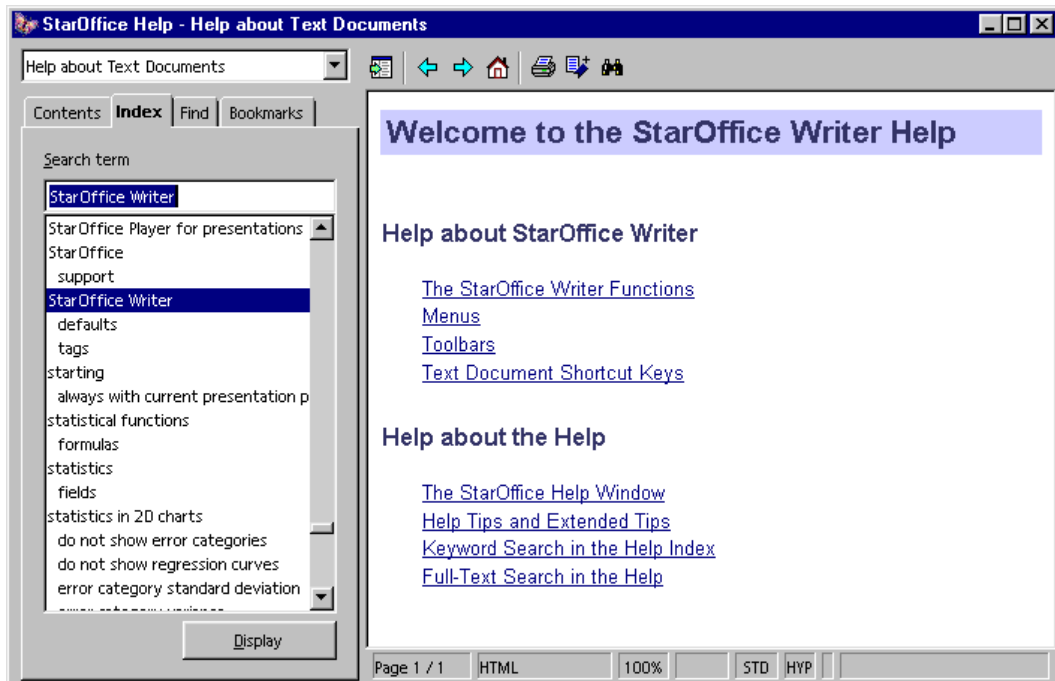 StarOffice Help - Help about Text Documents
Help about Text Documents
Contents Index Find Bookmarks
Search term
StarOffice Writer
StarOffice Player for presentations
StarOffice
support
StarOffice Writer
defaults
tags
starting
always with current presentation p
statistical functions
formulas
statistics
fields
statistics in 2D charts
do not show error categories
do not show regression curves
error category standard deviation
Display
Welcome to the StarOffice Writer Help
Help about StarOffice Writer
The StarOffice Writer Functions
Menus
Toolbars
Text Document Shortcut Keys
Help about the Help
The StarOffice Help Window
Help Tips and Extended Tips
Keyword Search in the Help Index
Full-Text Search in the Help
Page 1 / 1 HTML 100% STD HYP